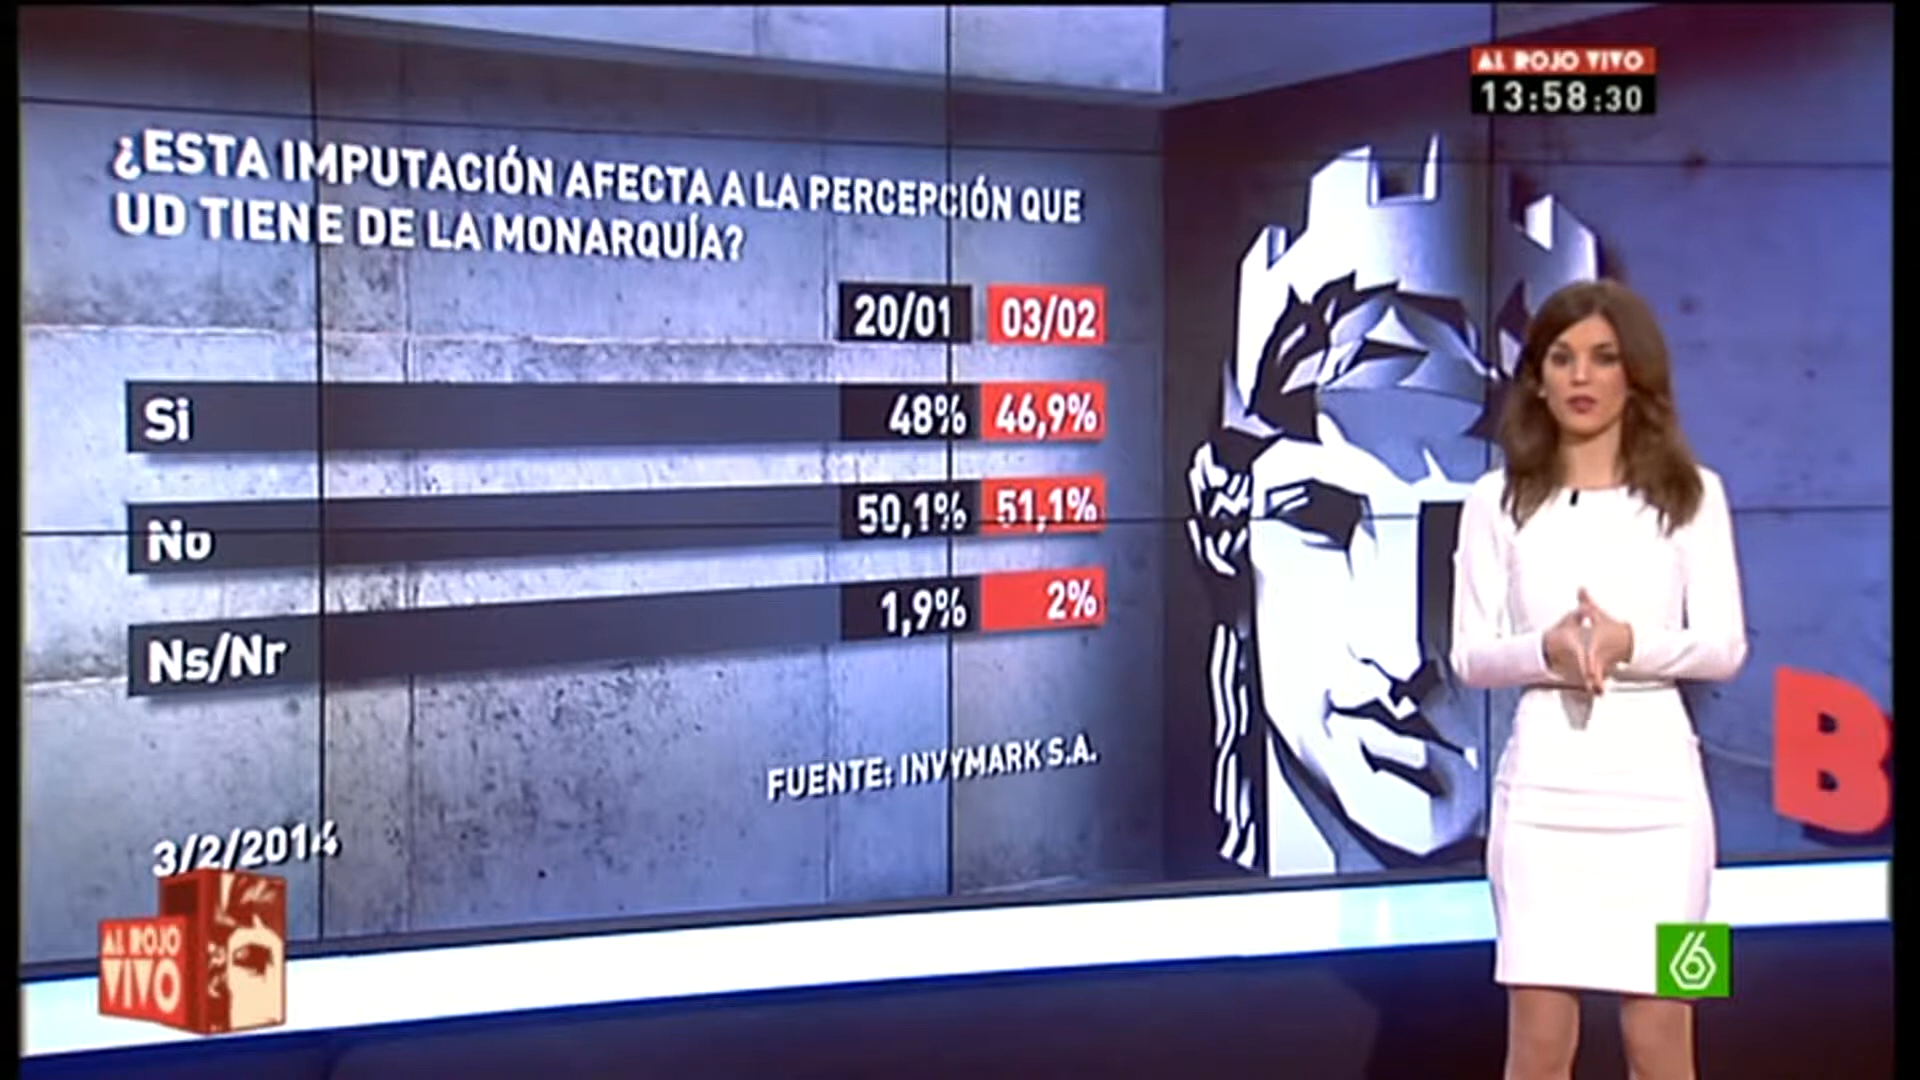 AL ROJO VIVO
13:58:30
¿ESTA IMPUTACIÓN AFECTA A LA PERCEPCIÓN QUE
UD TIENE DE LA MONARQUÍA?
20/01 03/02
Si 48% 46,9%
No 50,1% 51,1%
Ns/Nr 1,9% 2%
FUENTE: INVYMARK S.A.
3/2/2014
B
AL ROJO
VIVO
6